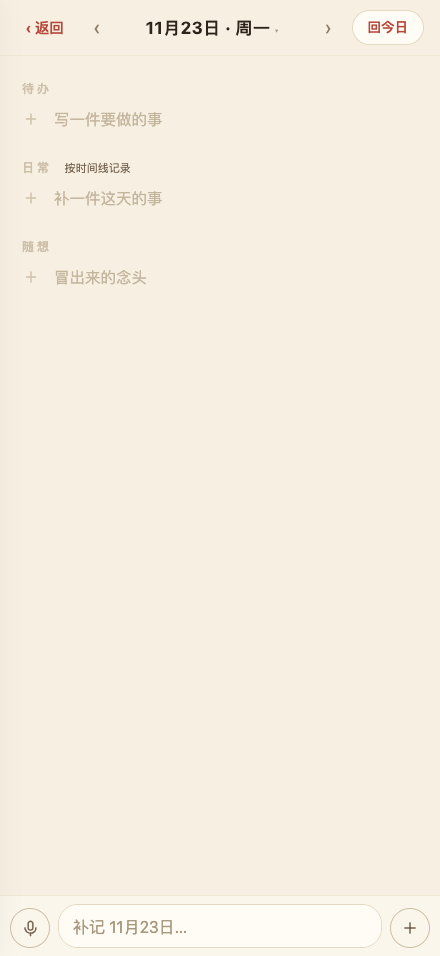 ‹ 返回 ‹ 11月23日 · 周一 › 回今日
待办
+ 写一件要做的事
日常 按时间线记录
+ 补一件这天的事
随想
+ 冒出来的念头
补记 11月23日... +